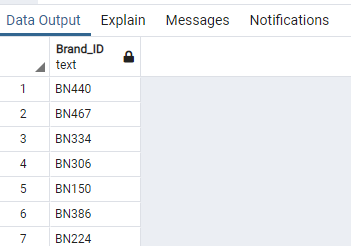 Data Output Explain Messages Notifications
Brand_ID
text
1 BN440
2 BN467
3 BN334
4 BN306
5 BN150
6 BN386
7 BN224